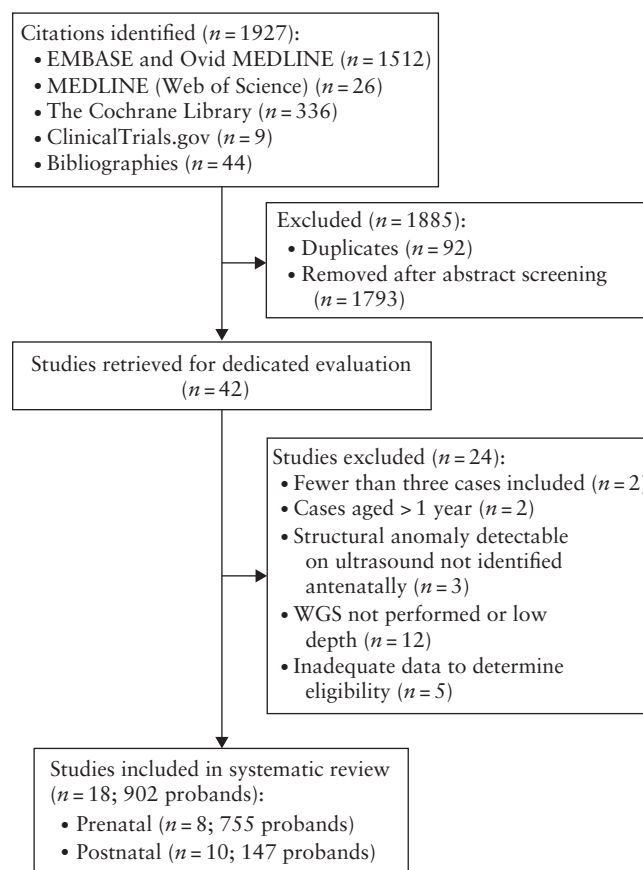 Citations identified (n = 1927):
• EMBASE and Ovid MEDLINE (n = 1512)
• MEDLINE (Web of Science) (n = 26)
• The Cochrane Library (n = 336)
• ClinicalTrials.gov (n = 9)
• Bibliographies (n = 44)
Excluded (n = 1885):
• Duplicates (n = 92)
• Removed after abstract screening
(n = 1793)
Studies retrieved for dedicated evaluation
(n = 42)
Studies excluded (n = 24):
• Fewer than three cases included (n = 2)
• Cases aged > 1 year (n = 2)
• Structural anomaly detectable
on ultrasound not identified
antenatally (n = 3)
• WGS not performed or low
depth (n = 12)
• Inadequate data to determine
eligibility (n = 5)
Studies included in systematic review
(n = 18; 902 probands):
• Prenatal (n = 8; 755 probands)
• Postnatal (n = 10; 147 probands)